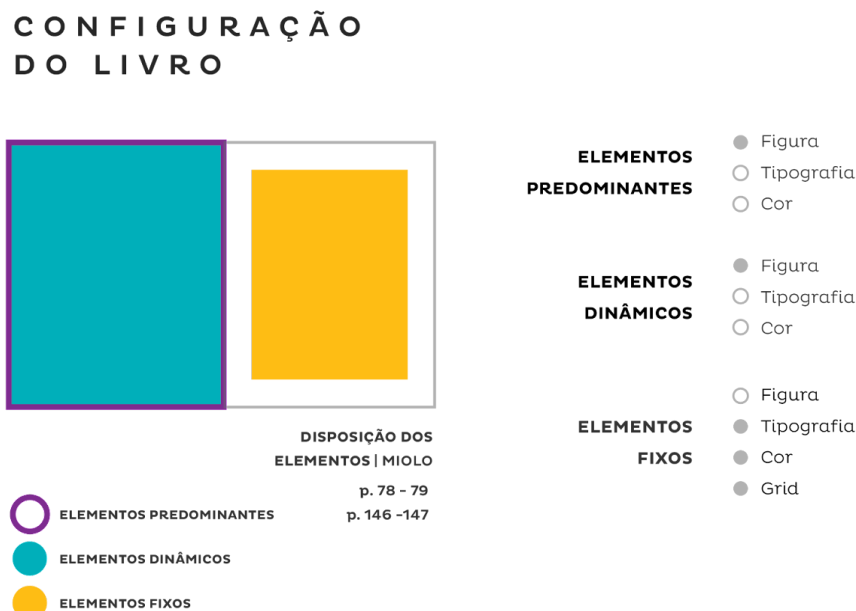 CONFIGURAÇÃO
DO LIVRO
ELEMENTOS
PREDOMINANTES
Figura
Tipografia
Cor
ELEMENTOS
DINÂMICOS
Figura
Tipografia
Cor
ELEMENTOS
FIXOS
Figura
Tipografia
Cor
Grid
DISPOSIÇÃO DOS
ELEMENTOS | MIOLO
p. 78 - 79
p. 146 -147
ELEMENTOS PREDOMINANTES
ELEMENTOS DINÂMICOS
ELEMENTOS FIXOS